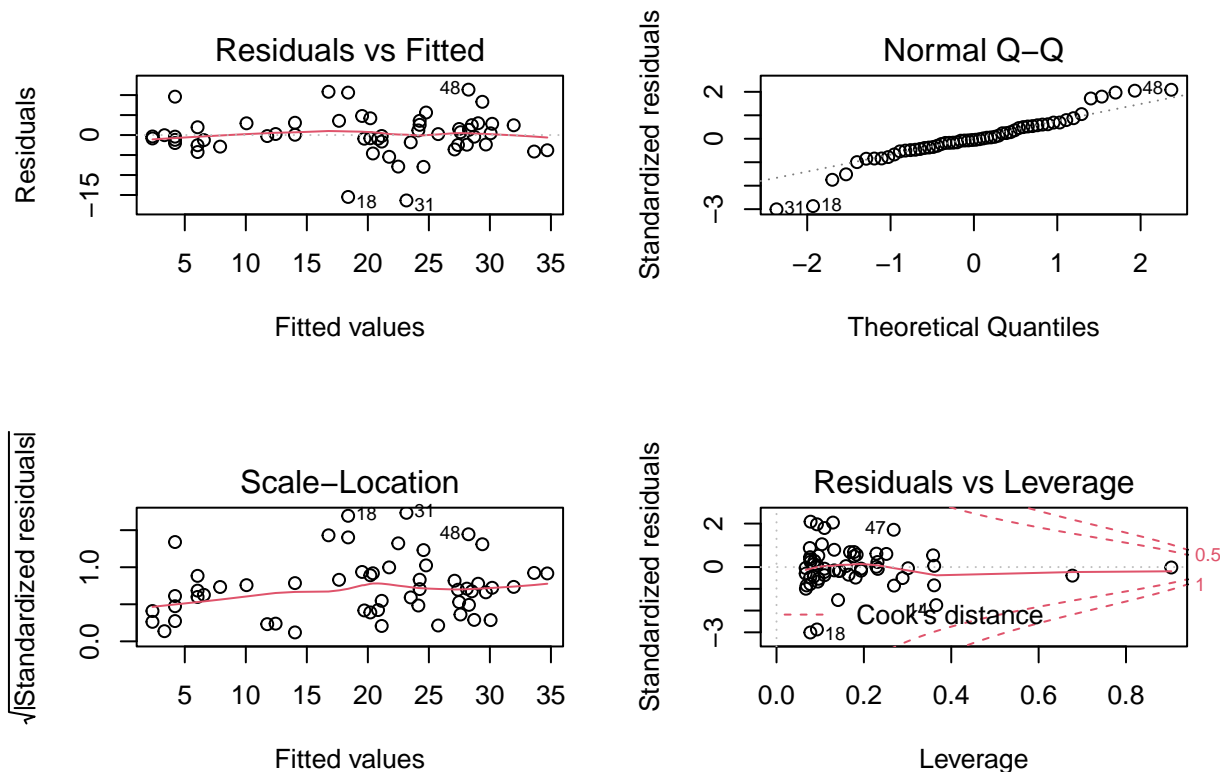 Residuals vs Fitted
Residuals
0
−15
48
18
31
5 10 15 20 25 30 35
Fitted values
Normal Q−Q
Standardized residuals
2
0
−3
48
31
18
−2 −1 0 1 2
Theoretical Quantiles
Scale−Location
√|Standardized residuals|
1.0
0.0
18
31
48
5 10 15 20 25 30 35
Fitted values
Residuals vs Leverage
Standardized residuals
2
0
−3
47
14
18
Cook's distance
0.5
1
0.0 0.2 0.4 0.6 0.8
Leverage